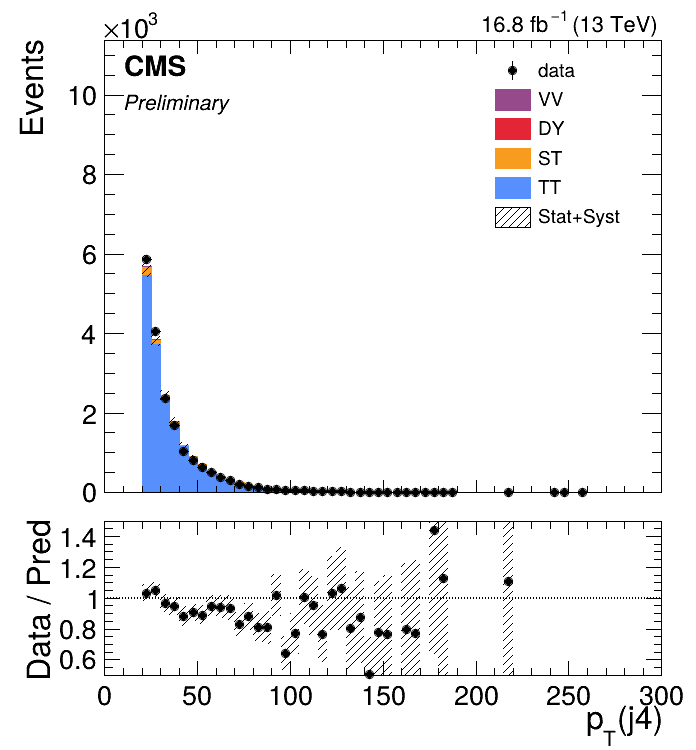 ×10³
16.8 fb⁻¹ (13 TeV)
CMS
Preliminary
data
VV
DY
ST
TT
Stat+Syst
Events
10
8
6
4
2
0
Data / Pred
1.4
1.2
1
0.8
0.6
0 50 100 150 200 250 300
p_T(j4)